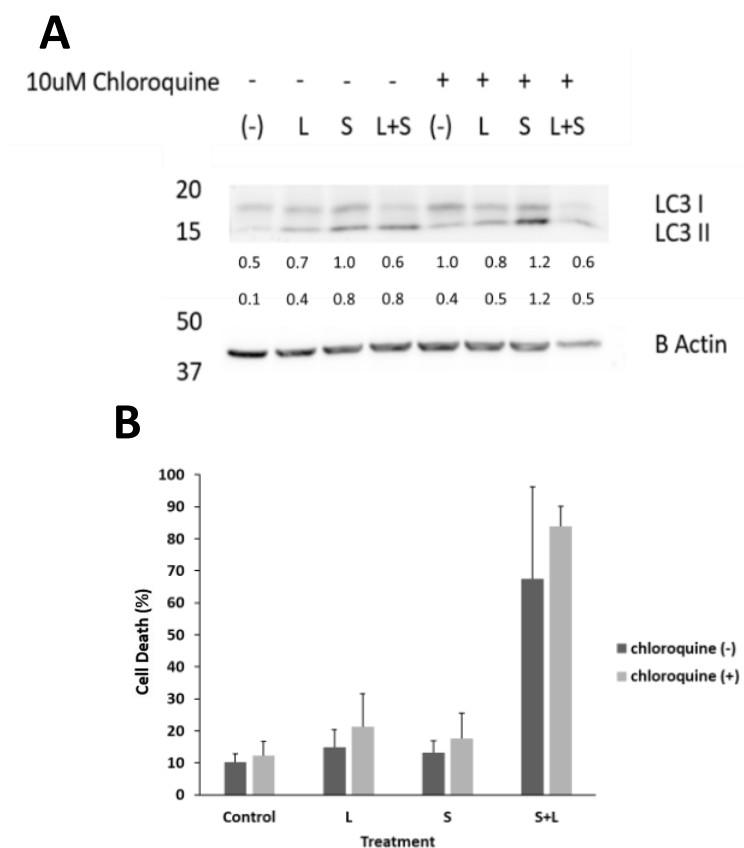 A
10uM Chloroquine - - - - + + + +
(-) L S L+S (-) L S L+S
20 LC3 I
15 LC3 II
0.5 0.7 1.0 0.6 1.0 0.8 1.2 0.6
0.1 0.4 0.8 0.8 0.4 0.5 1.2 0.5
50
B Actin
37
B
100
90
80
70
60
50
40
30
20
10
0
Cell Death (%)
chloroquine (-)
chloroquine (+)
Control L S S+L
Treatment